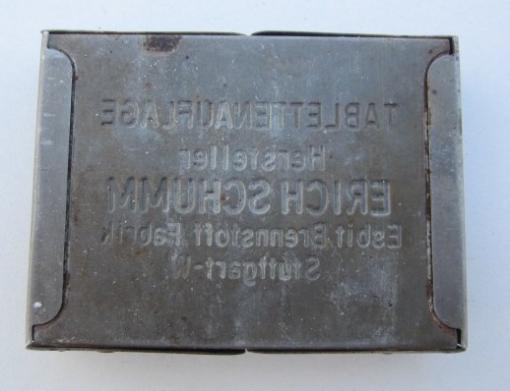 TABLETTENAUFLAGE
Hersteller
ERICH SCHUMM
Esbit Brennstoff Fabrik
Stuttgart-W